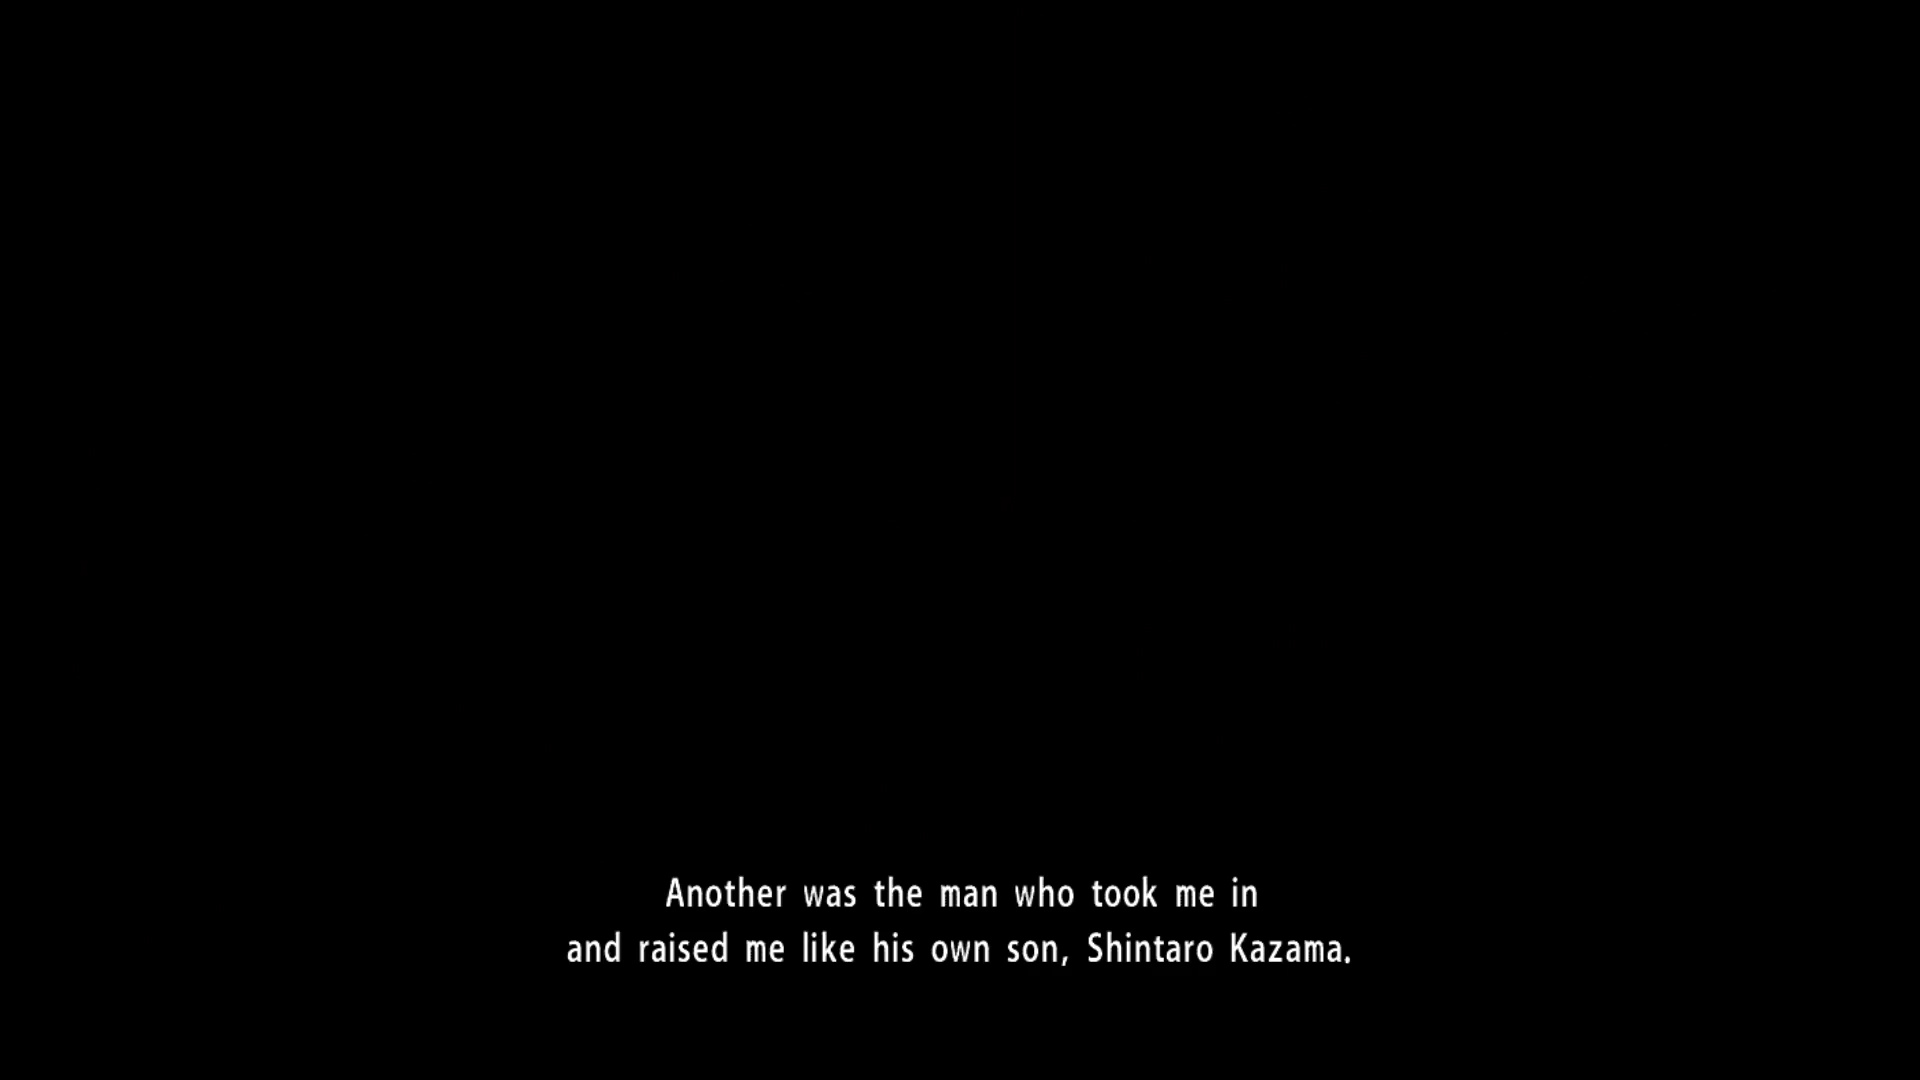 Another was the man who took me in
and raised me like his own son, Shintaro Kazama.